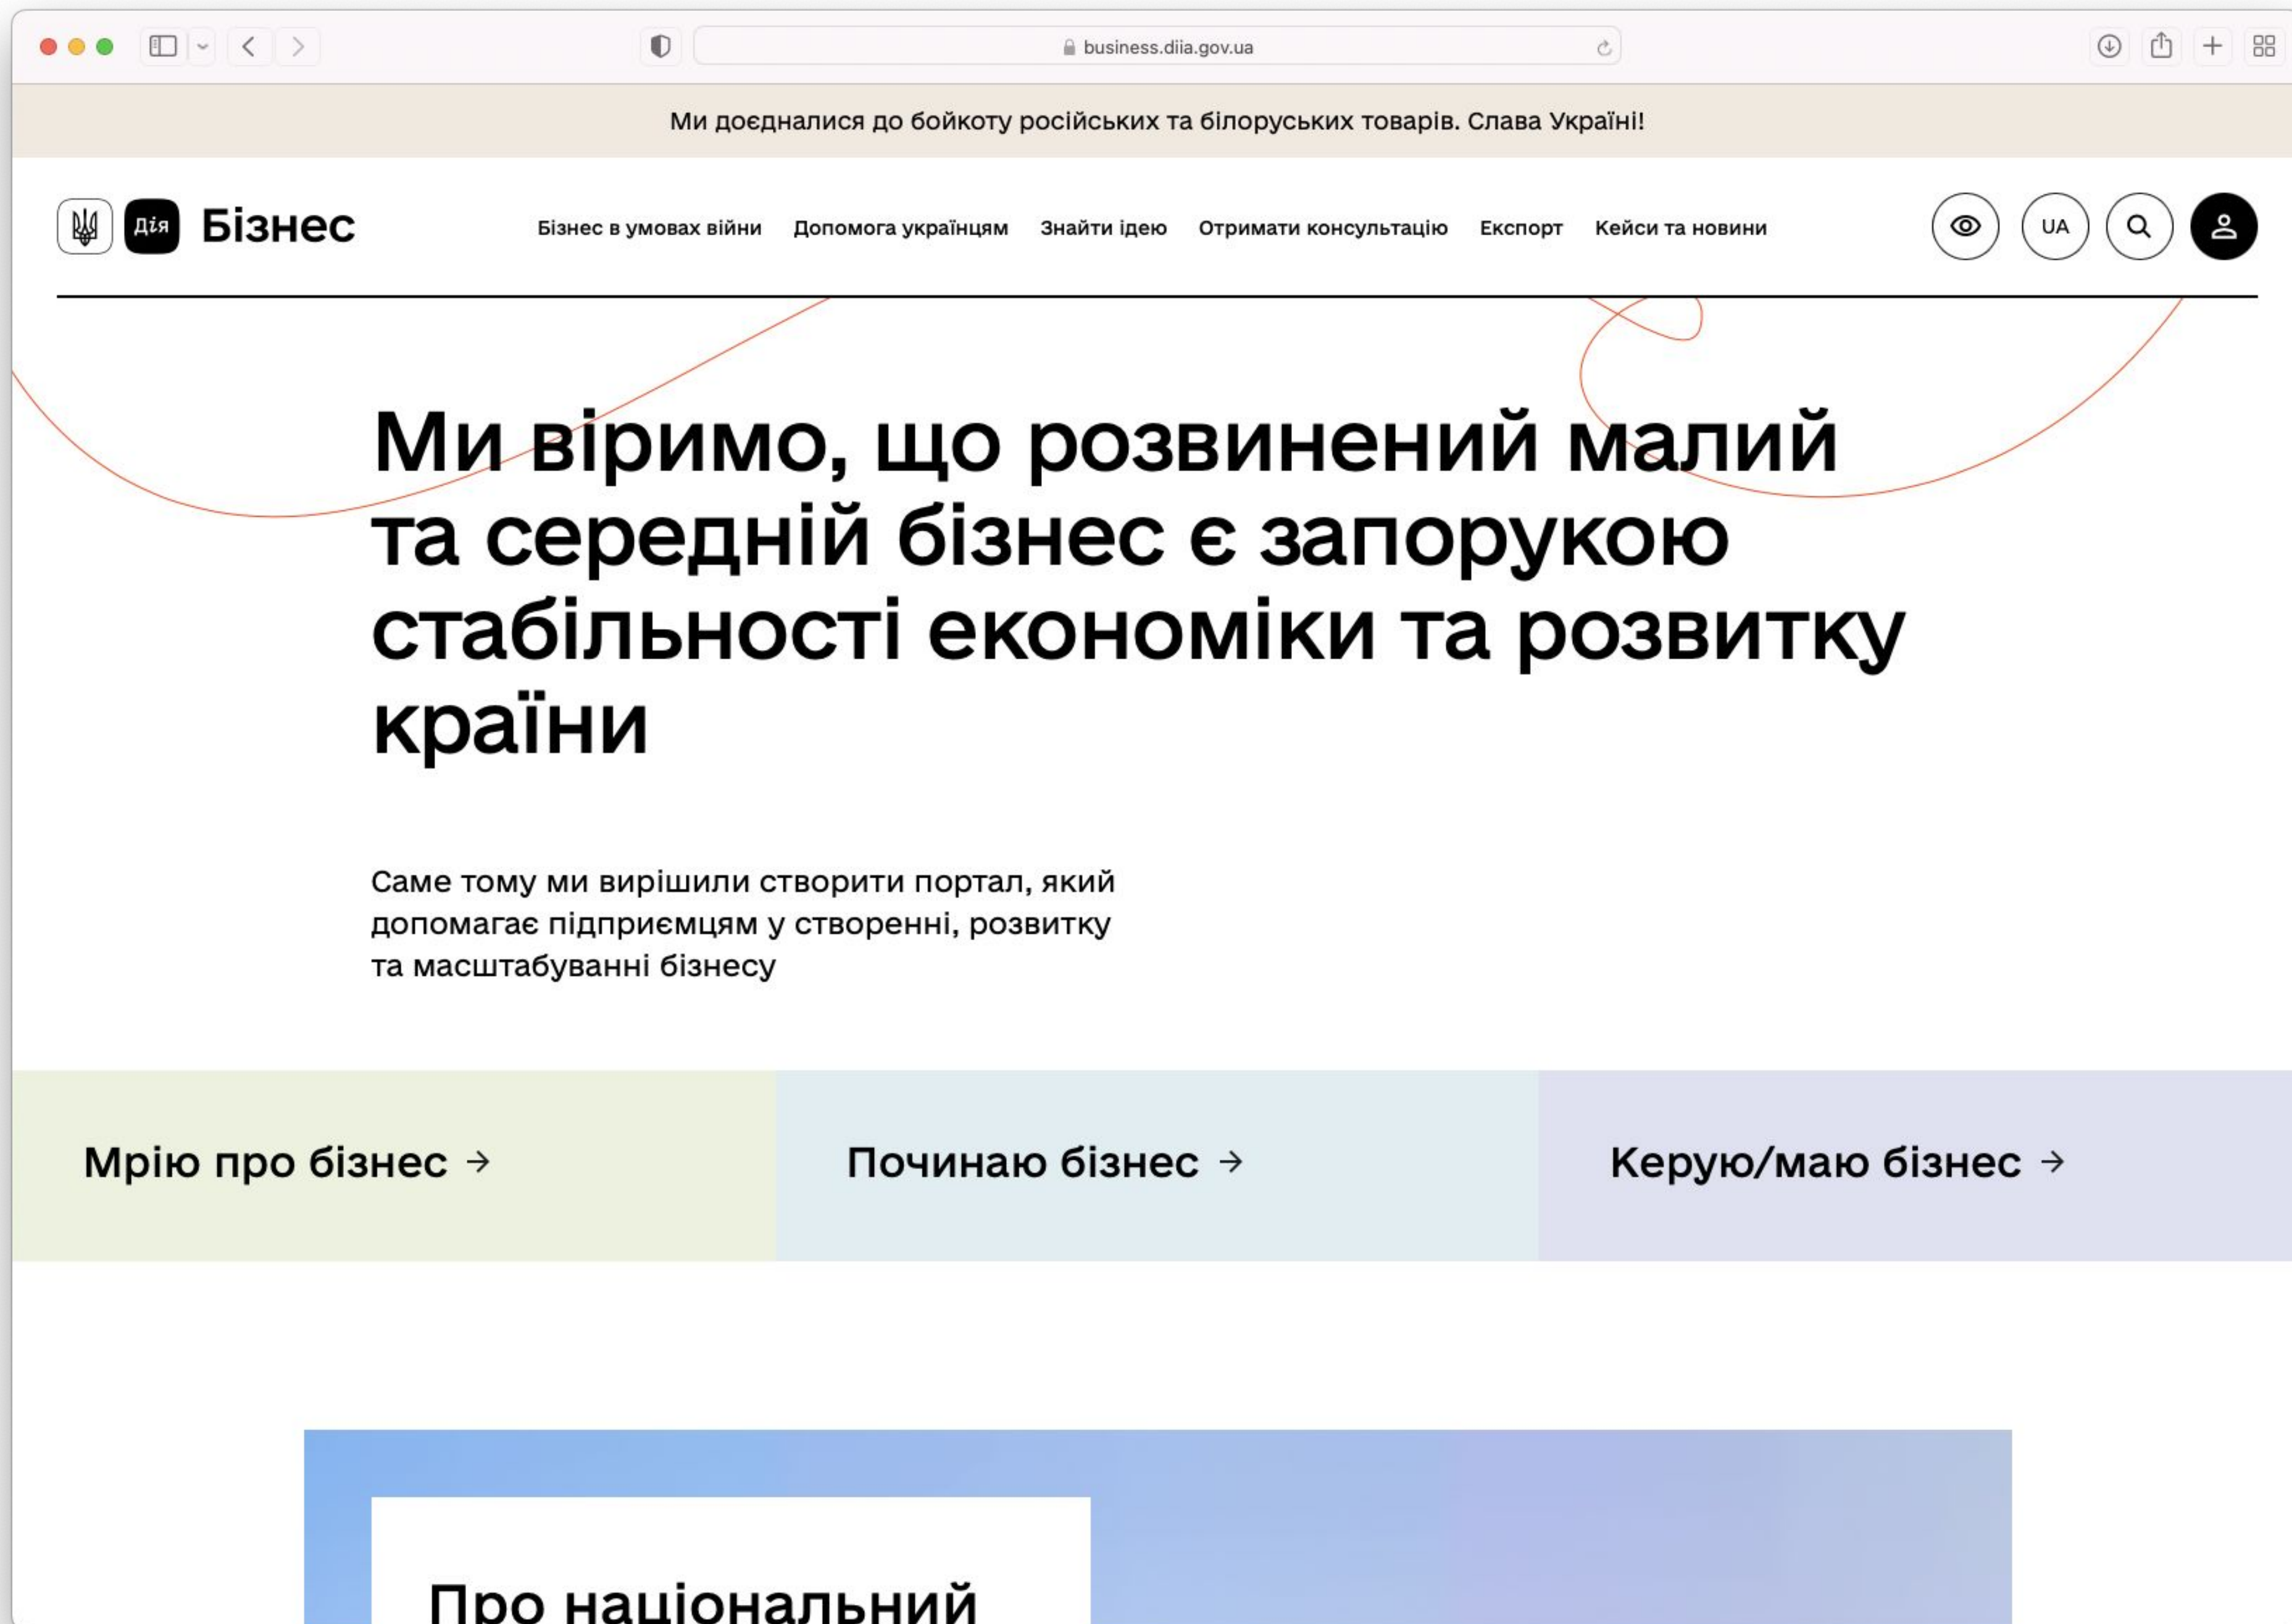 business.diia.gov.ua
Ми доєдналися до бойкоту російських та білоруських товарів. Слава Україні!
Дія Бізнес
Бізнес в умовах війни Допомога українцям Знайти ідею Отримати консультацію Експорт Кейси та новини UA
Ми віримо, що розвинений малий
та середній бізнес є запорукою
стабільності економіки та розвитку
країни
Саме тому ми вирішили створити портал, який
допомагає підприємцям у створенні, розвитку
та масштабуванні бізнесу
Мрію про бізнес →
Починаю бізнес →
Керую/маю бізнес →
Про національний